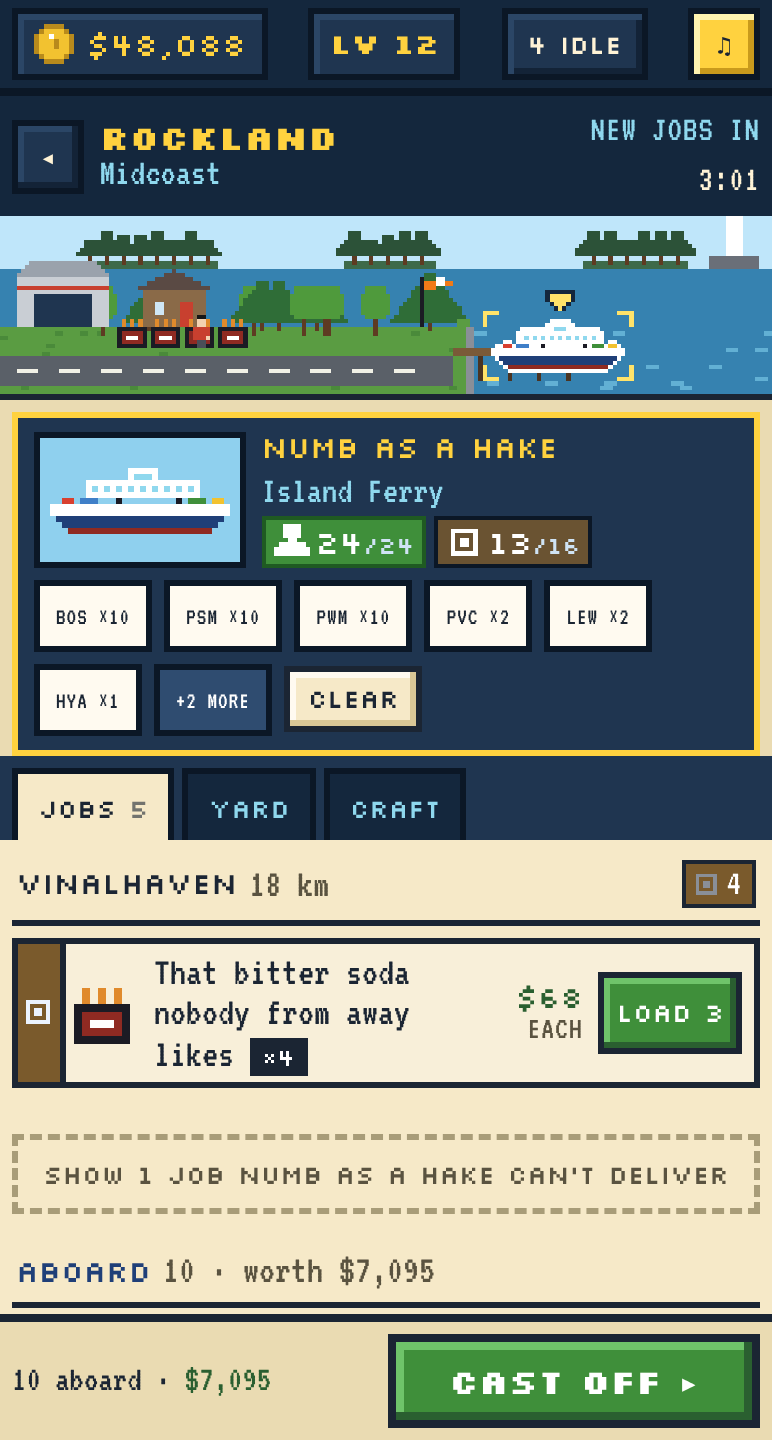 $48,088
LV 12
4 IDLE
♫
◂
ROCKLAND
Midcoast
NEW JOBS IN
3:01
NUMB AS A HAKE
Island Ferry
24/24
13/16
BOS x10
PSM x10
PWM x10
PVC x2
LEW x2
HYA x1
+2 MORE
CLEAR
JOBS 5
YARD
CRAFT
VINALHAVEN 18 km
4
That bitter soda
nobody from away
likes ×4
$68
EACH
LOAD 3
SHOW 1 JOB NUMB AS A HAKE CAN'T DELIVER
ABOARD 10 · worth $7,095
10 aboard · $7,095
CAST OFF ▸